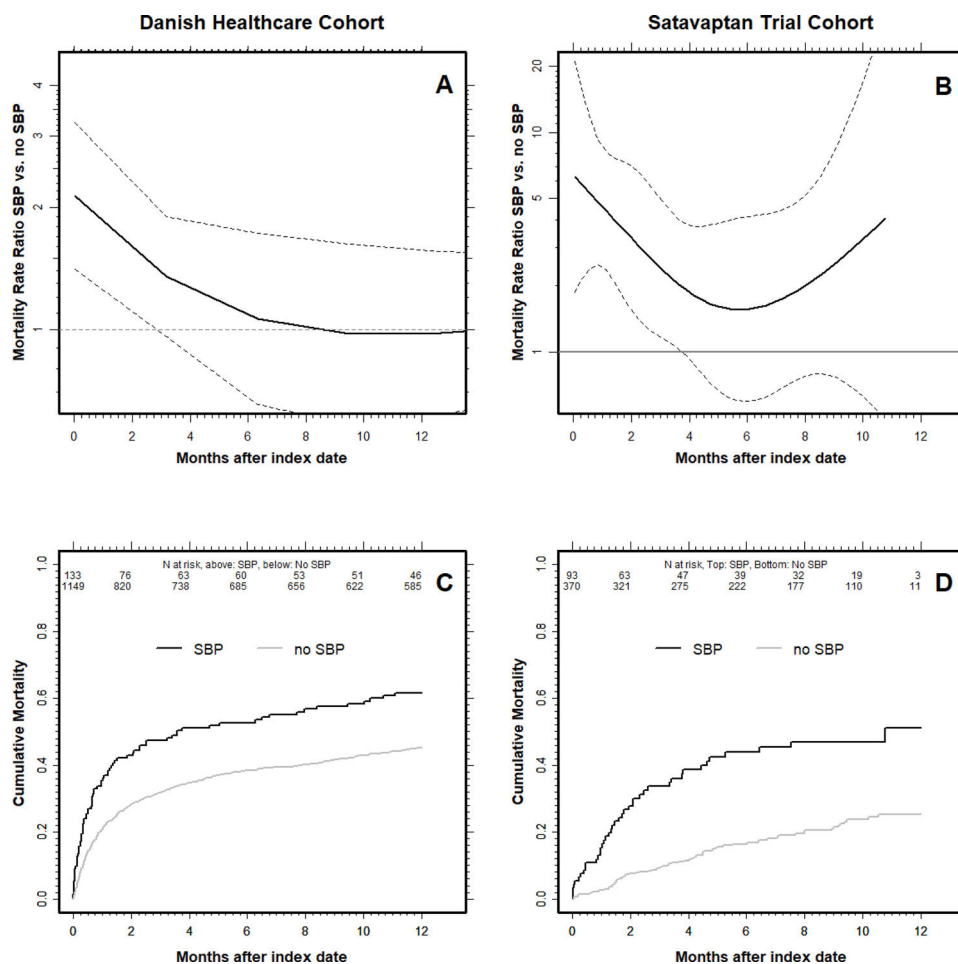 Danish Healthcare Cohort
Satavaptan Trial Cohort
A
Mortality Rate Ratio SBP vs. no SBP
4
3
2
1
0 2 4 6 8 10 12
Months after index date
B
Mortality Rate Ratio SBP vs. no SBP
20
10
5
1
0 2 4 6 8 10 12
Months after index date
C
Cumulative Mortality
1.0
0.8
0.6
0.4
0.2
0.0
N at risk, above: SBP, below: No SBP
133 76 63 60 53 51 46
1149 820 738 685 656 622 585
SBP no SBP
0 2 4 6 8 10 12
Months after index date
D
Cumulative Mortality
1.0
0.8
0.6
0.4
0.2
0.0
N at risk, Top: SBP, Bottom: No SBP
93 63 47 39 32 19 3
370 321 275 222 177 110 11
SBP no SBP
0 2 4 6 8 10 12
Months after index date